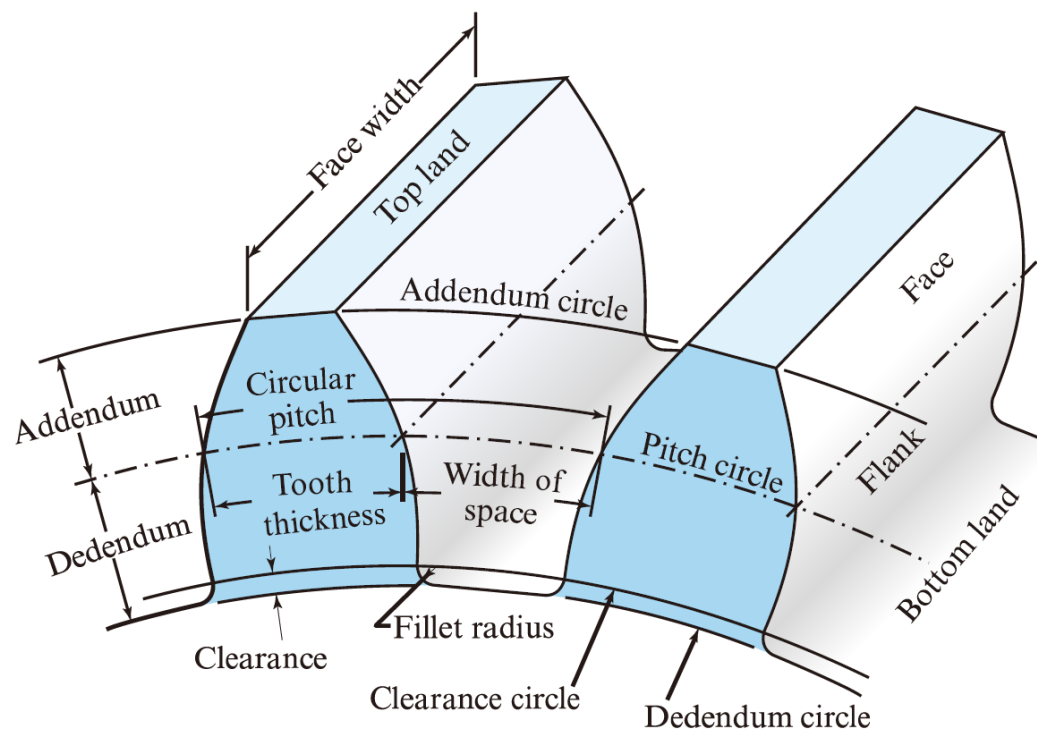 Face width
Top land
Addendum circle
Face
Addendum
Circular
pitch
Pitch circle
Flank
Tooth
thickness
Width of
space
Dedendum
Bottom land
Fillet radius
Clearance
Clearance circle
Dedendum circle